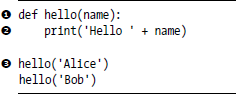 ❶ def hello(name):
❷     print('Hello ' + name)

❸ hello('Alice')
hello('Bob')